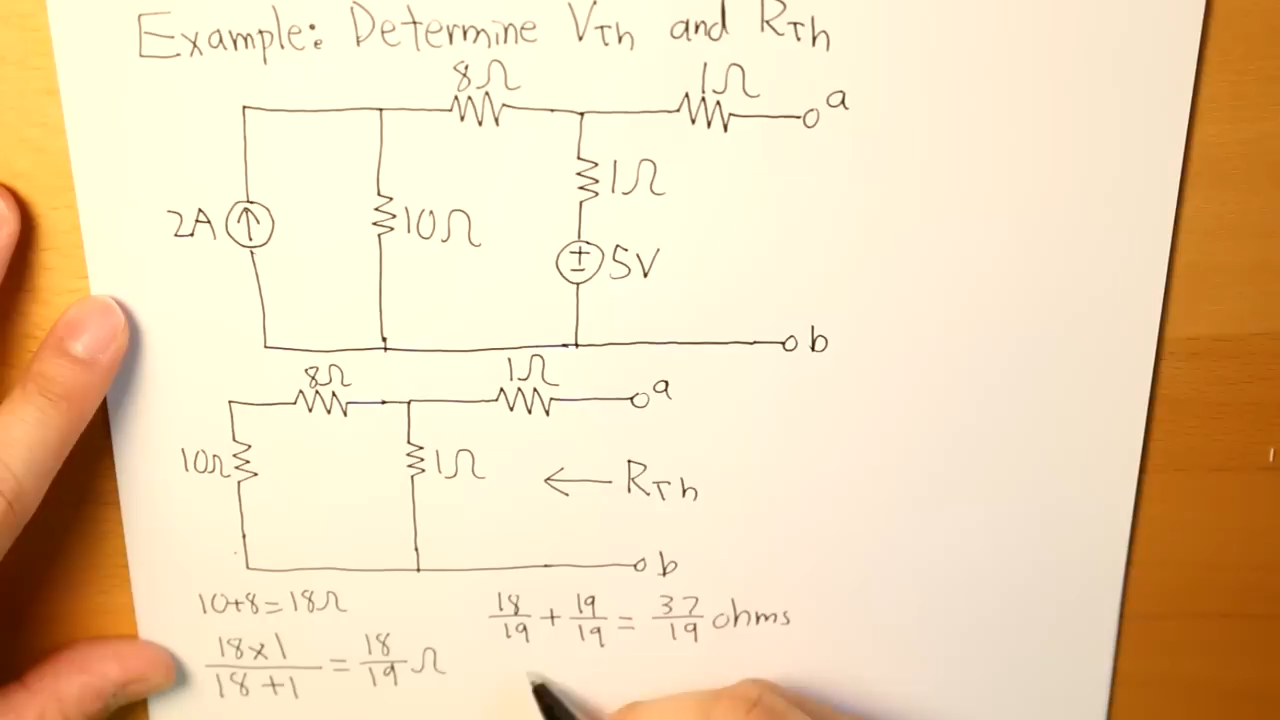 Example: Determine VTh and RTh
8Ω
1Ω
a
2A
10Ω
1Ω
±
5V
b
8Ω
1Ω
a
10Ω
1Ω
← RTh
b
10+8=18Ω
18/19 + 19/19 = 37/19 ohms
18×1/18+1 = 18/19 Ω